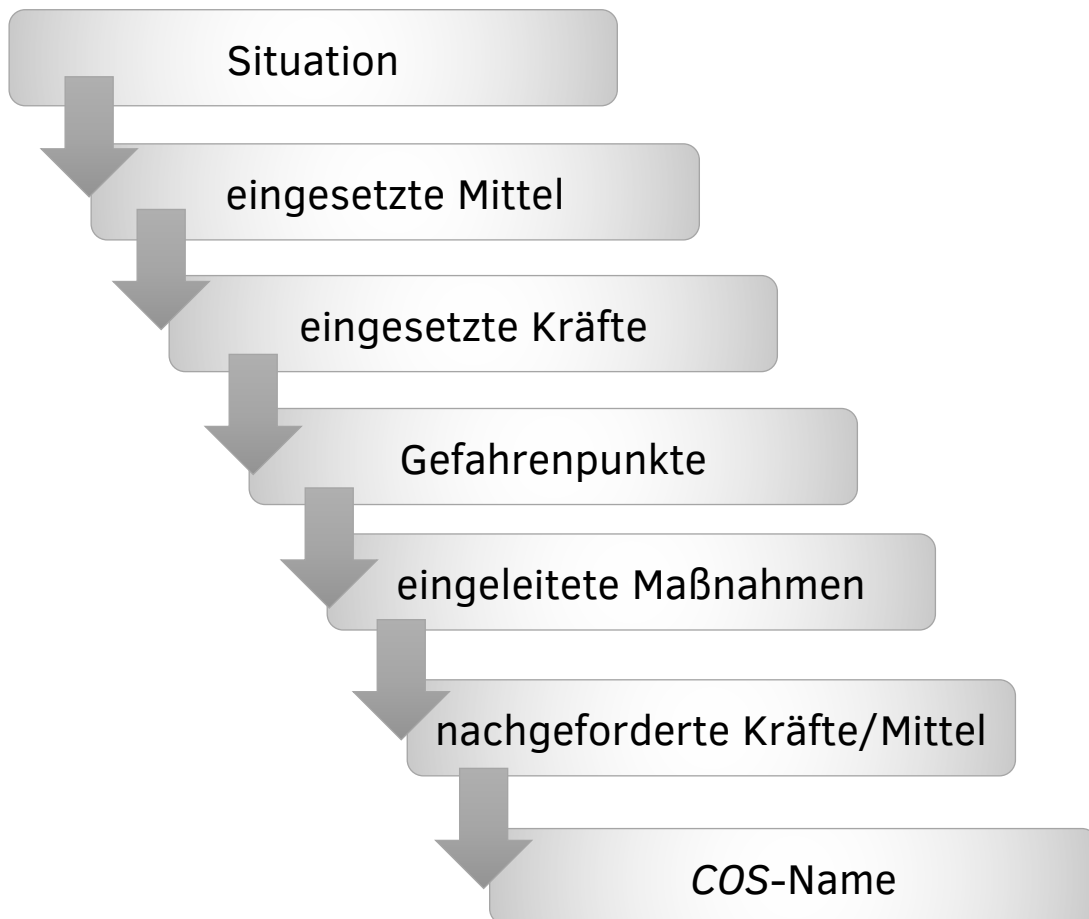 Situation
eingesetzte Mittel
eingesetzte Kräfte
Gefahrenpunkte
eingeleitete Maßnahmen
nachgeforderte Kräfte/Mittel
COS-Name